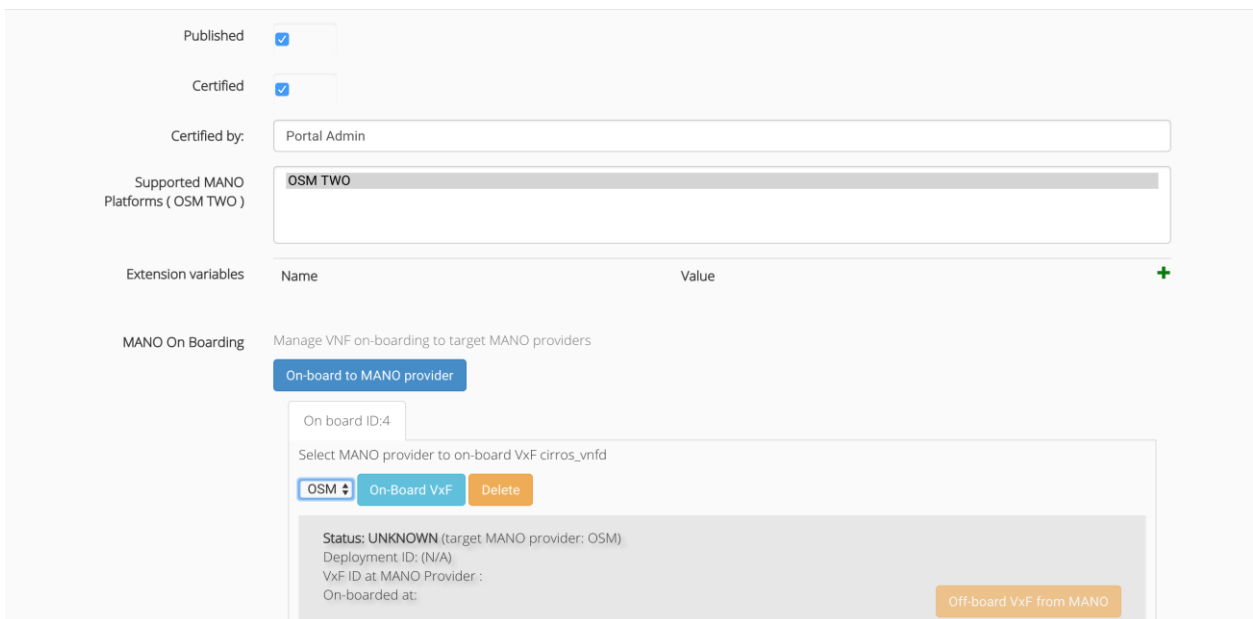 Published
Certified
Certified by:
Portal Admin
Supported MANO
Platforms ( OSM TWO )
OSM TWO
Extension variables
Name Value
MANO On Boarding
Manage VNF on-boarding to target MANO providers
On-board to MANO provider
On board ID:4
Select MANO provider to on-board VxF cirros_vnfd
OSM On-Board VxF Delete
Status: UNKNOWN (target MANO provider: OSM)
Deployment ID: (N/A)
VxF ID at MANO Provider :
On-boarded at:
Off-board VxF from MANO